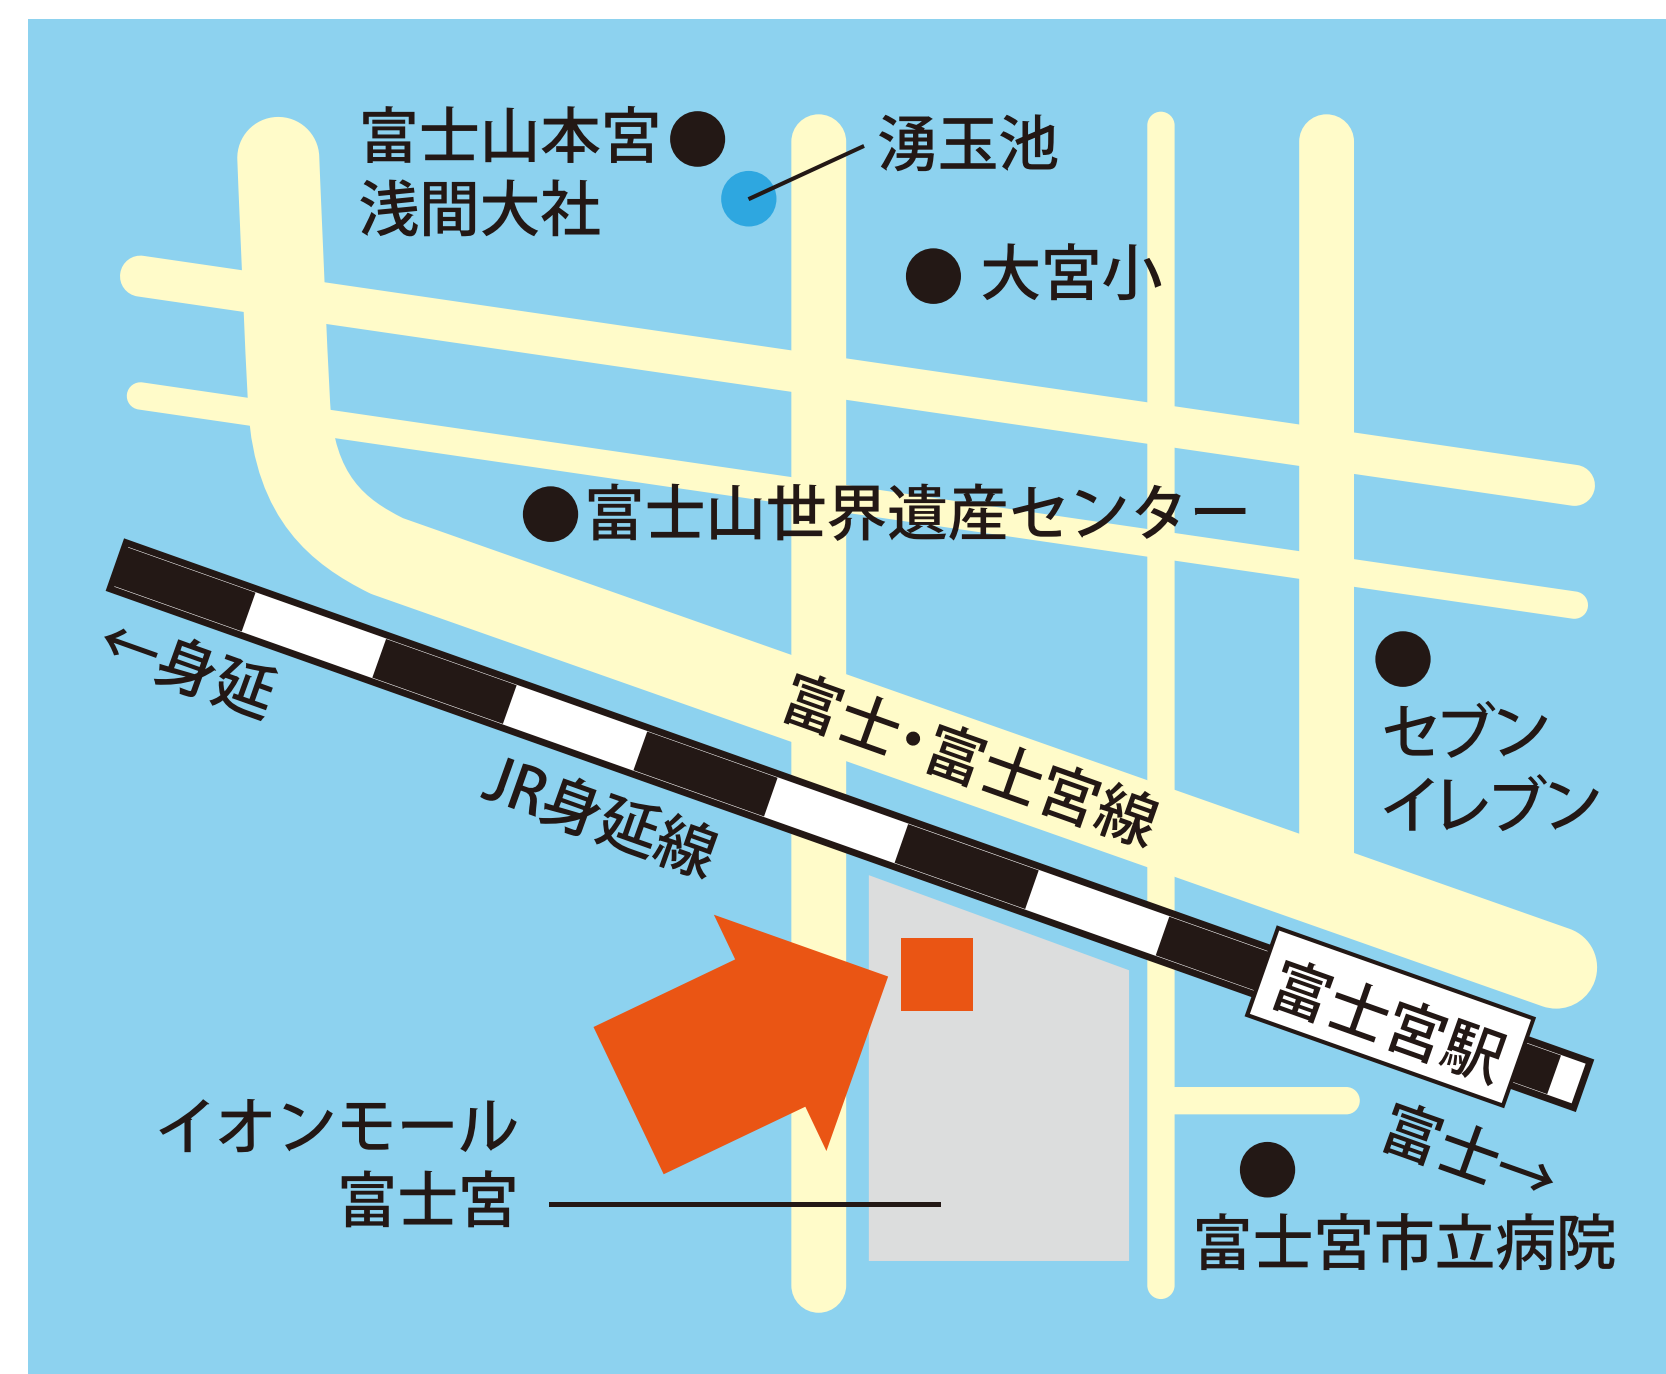 富士山本宮
浅間大社
湧玉池
大宮小
富士山世界遺産センター
←身延
JR身延線
富士・富士宮線
セブン
イレブン
富士宮駅
富士→
イオンモール
富士宮
富士宮市立病院